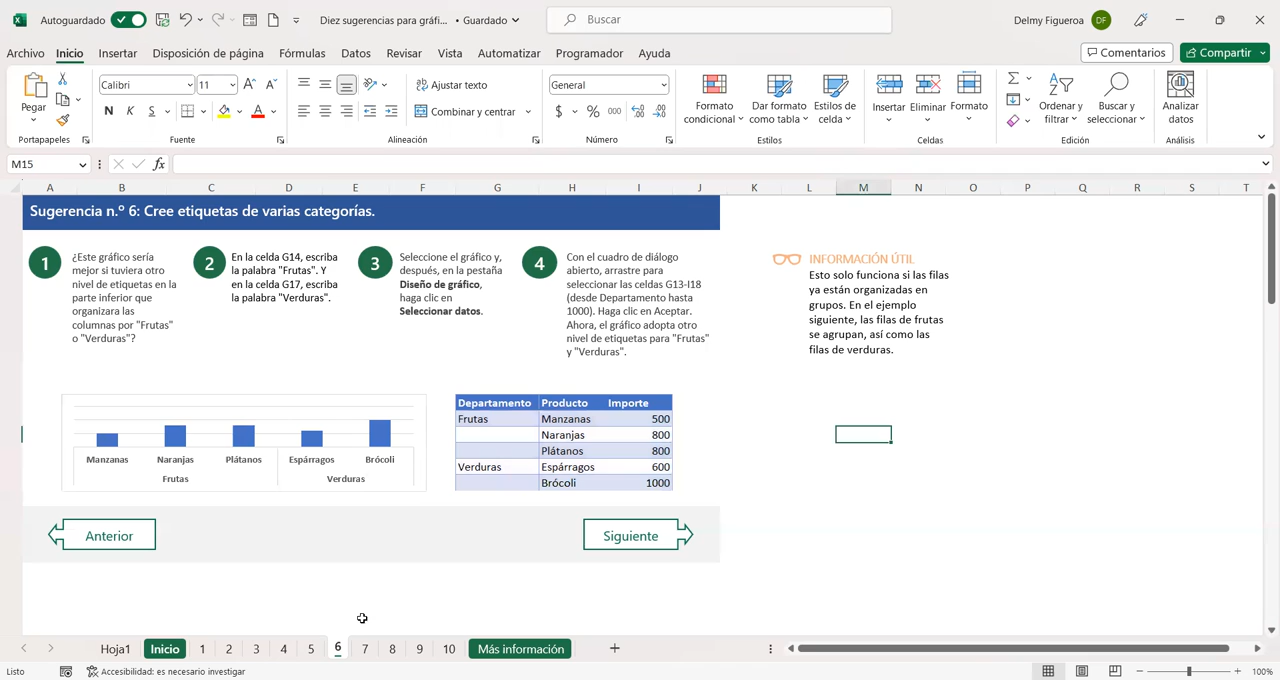 Autoguardado
Diez sugerencias para gráfi... • Guardado
Buscar
Delmy Figueroa
DF
Archivo
Inicio
Insertar
Disposición de página
Fórmulas
Datos
Revisar
Vista
Automatizar
Programador
Ayuda
Comentarios
Compartir
Pegar
Portapapeles
Calibri
11
N K S
Fuente
Ajustar texto
Combinar y centrar
Alineación
General
$ % 000
Número
Formato
condicional
Dar formato
como tabla
Estilos de
celda
Estilos
Insertar
Eliminar
Formato
Celdas
Ordenar y
filtrar
Buscar y
seleccionar
Edición
Analizar
datos
Análisis
M15
fx
A B C D E F G H I J K L M N O P Q R S T
Sugerencia n.º 6: Cree etiquetas de varias categorías.
1
¿Este gráfico sería
mejor si tuviera otro
nivel de etiquetas en la
parte inferior que
organizara las
columnas por "Frutas"
o "Verduras"?
2
En la celda G14, escriba
la palabra "Frutas". Y
en la celda G17, escriba
la palabra "Verduras".
3
Seleccione el gráfico y,
después, en la pestaña
Diseño de gráfico,
haga clic en
Seleccionar datos.
4
Con el cuadro de diálogo
abierto, arrastre para
seleccionar las celdas G13-I18
(desde Departamento hasta
1000). Haga clic en Aceptar.
Ahora, el gráfico adopta otro
nivel de etiquetas para "Frutas"
y "Verduras".
INFORMACIÓN ÚTIL
Esto solo funciona si las filas
ya están organizadas en
grupos. En el ejemplo
siguiente, las filas de frutas
se agrupan, así como las
filas de verduras.
Manzanas Naranjas Plátanos Espárragos Brócoli
Frutas Verduras
Departamento Producto Importe
Frutas Manzanas 500
Naranjas 800
Plátanos 800
Verduras Espárragos 600
Brócoli 1000
Anterior
Siguiente
Hoja1 Inicio 1 2 3 4 5 6 7 8 9 10 Más información
Listo
Accesibilidad: es necesario investigar
100%